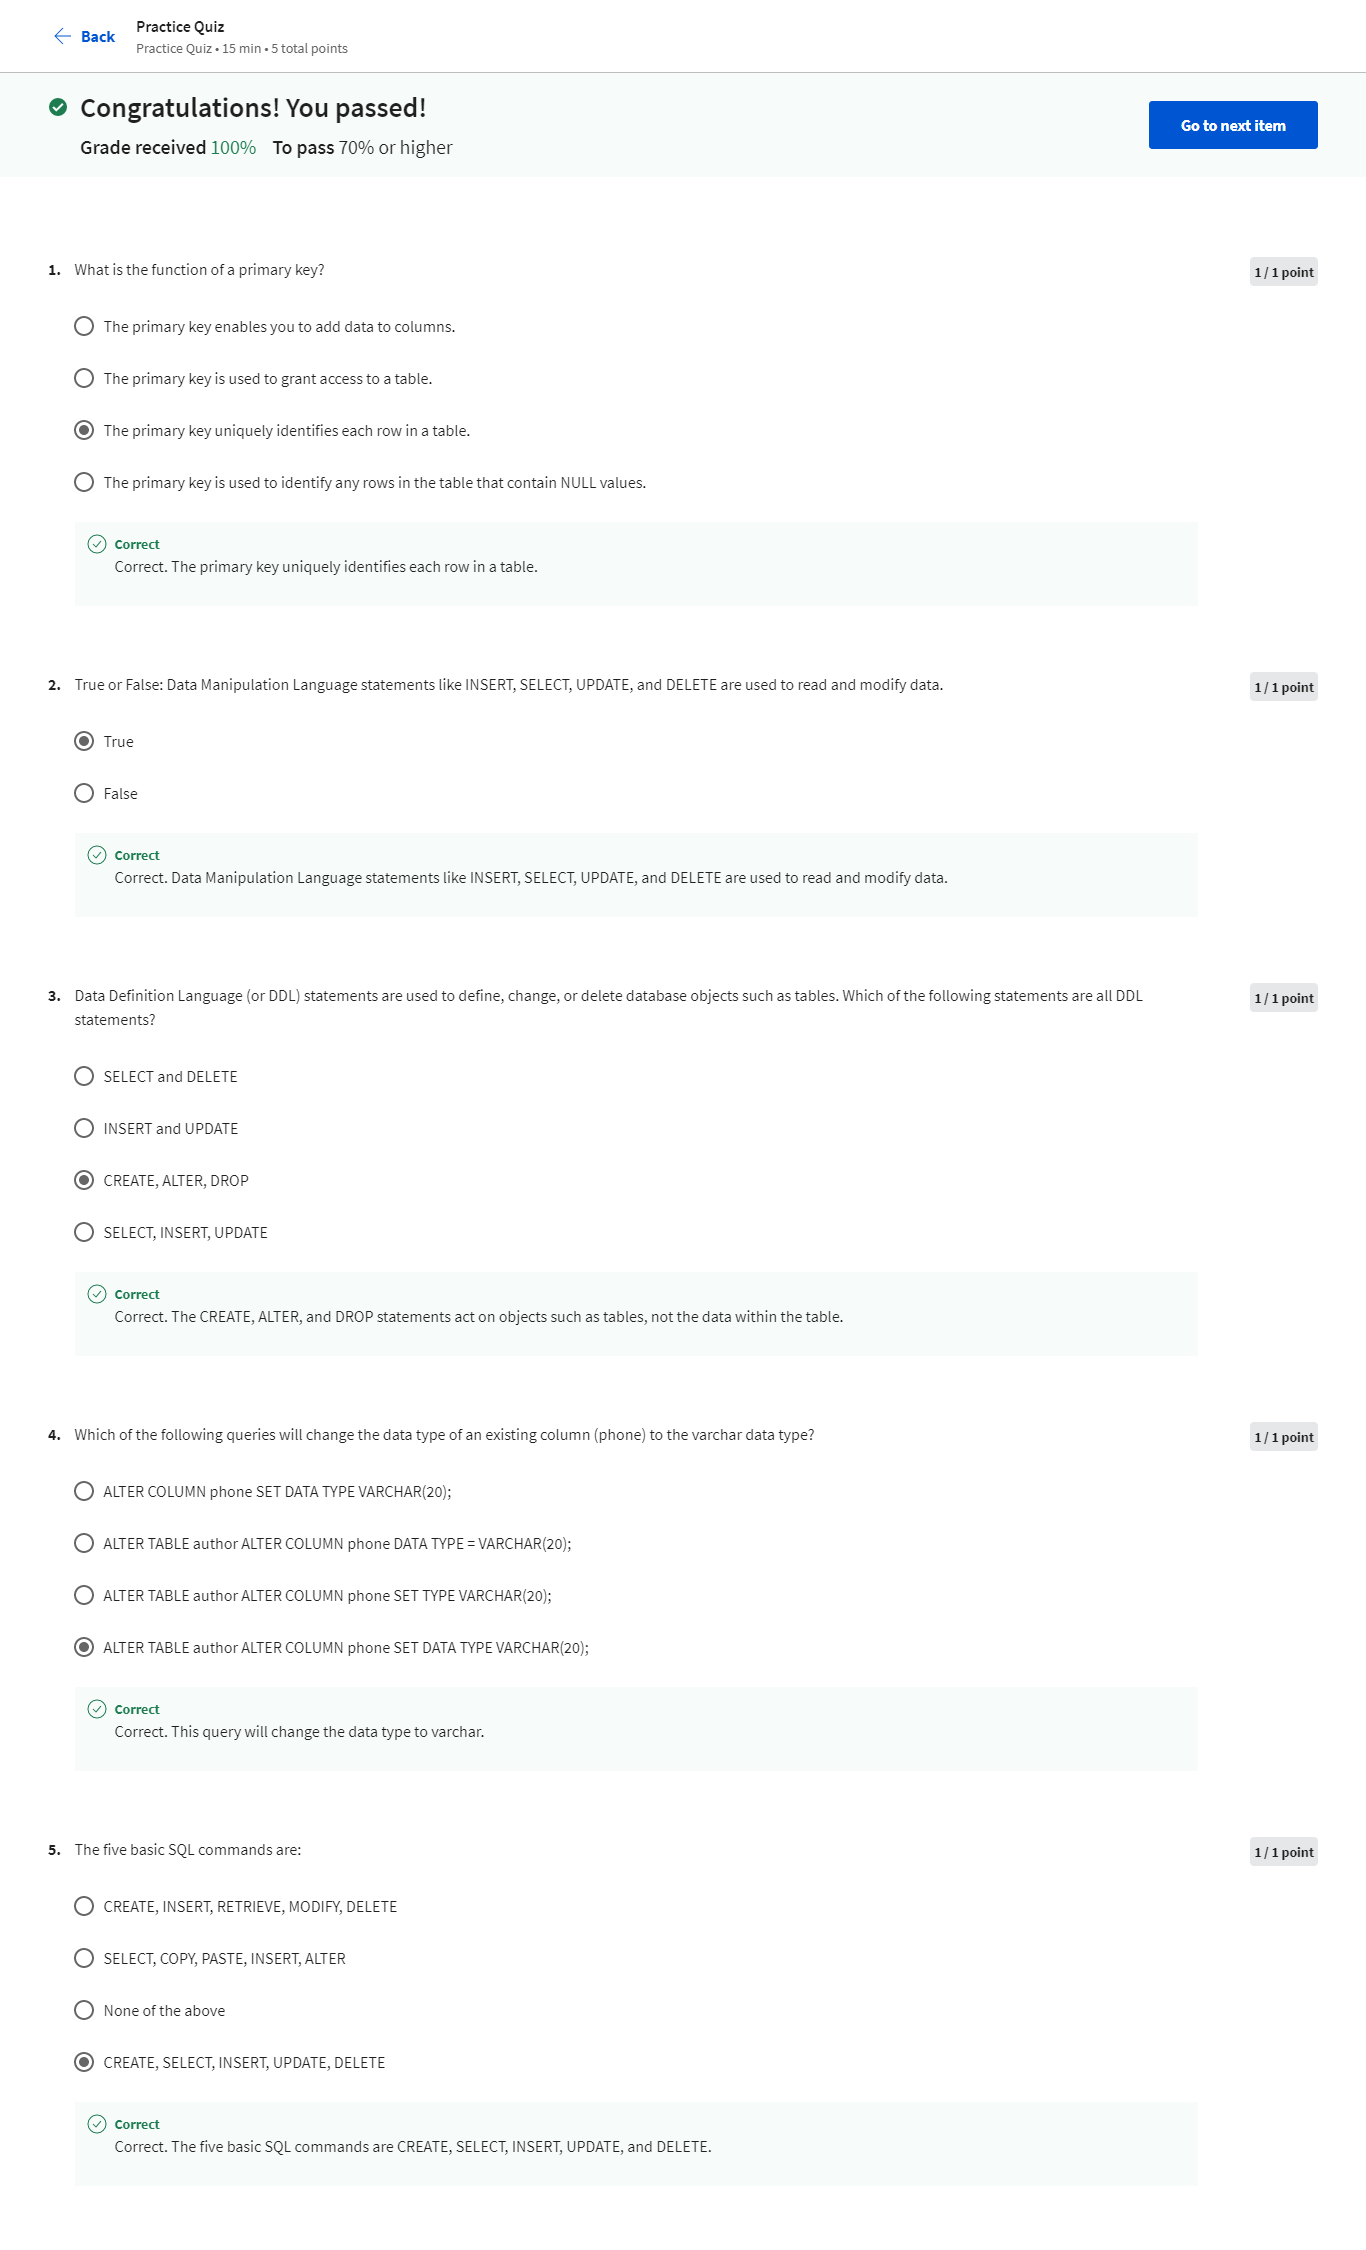 Back
Practice Quiz
Practice Quiz • 15 min • 5 total points
Congratulations! You passed!
Grade received 100% To pass 70% or higher
Go to next item
1. What is the function of a primary key?
1 / 1 point
The primary key enables you to add data to columns.
The primary key is used to grant access to a table.
The primary key uniquely identifies each row in a table.
The primary key is used to identify any rows in the table that contain NULL values.
Correct
Correct. The primary key uniquely identifies each row in a table.
2. True or False: Data Manipulation Language statements like INSERT, SELECT, UPDATE, and DELETE are used to read and modify data.
1 / 1 point
True
False
Correct
Correct. Data Manipulation Language statements like INSERT, SELECT, UPDATE, and DELETE are used to read and modify data.
3. Data Definition Language (or DDL) statements are used to define, change, or delete database objects such as tables. Which of the following statements are all DDL
statements?
1 / 1 point
SELECT and DELETE
INSERT and UPDATE
CREATE, ALTER, DROP
SELECT, INSERT, UPDATE
Correct
Correct. The CREATE, ALTER, and DROP statements act on objects such as tables, not the data within the table.
4. Which of the following queries will change the data type of an existing column (phone) to the varchar data type?
1 / 1 point
ALTER COLUMN phone SET DATA TYPE VARCHAR(20);
ALTER TABLE author ALTER COLUMN phone DATA TYPE = VARCHAR(20);
ALTER TABLE author ALTER COLUMN phone SET TYPE VARCHAR(20);
ALTER TABLE author ALTER COLUMN phone SET DATA TYPE VARCHAR(20);
Correct
Correct. This query will change the data type to varchar.
5. The five basic SQL commands are:
1 / 1 point
CREATE, INSERT, RETRIEVE, MODIFY, DELETE
SELECT, COPY, PASTE, INSERT, ALTER
None of the above
CREATE, SELECT, INSERT, UPDATE, DELETE
Correct
Correct. The five basic SQL commands are CREATE, SELECT, INSERT, UPDATE, and DELETE.